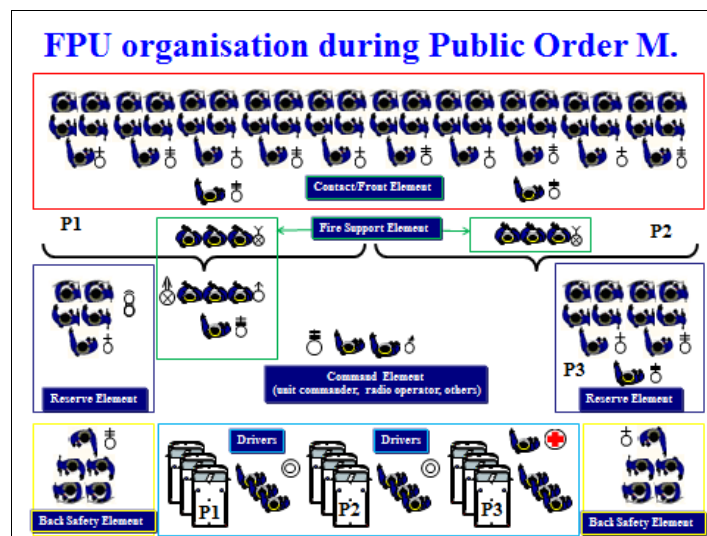 FPU organisation during Public Order M.
Contact/Front Element
P1
Fire Support Element
P2
Command Element
(unit commander, radio operator, others)
P3
Reserve Element
Reserve Element
Drivers
Drivers
P1
P2
P3
Back Safety Element
Back Safety Element